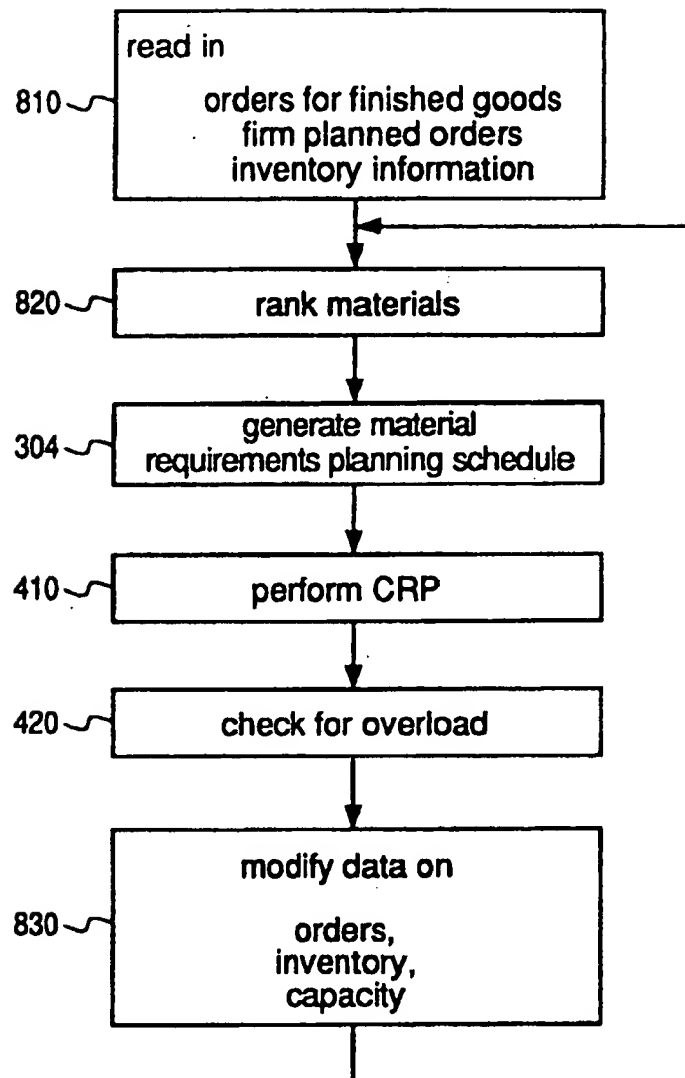 read in
810
orders for finished goods
firm planned orders
inventory information
820
rank materials
304
generate material
requirements planning schedule
410
perform CRP
420
check for overload
830
modify data on
orders,
inventory,
capacity